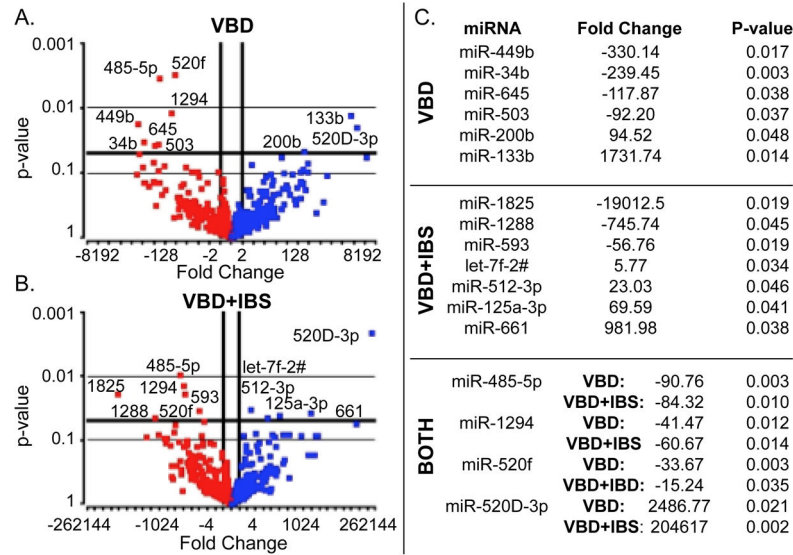 A.
VBD
0.001
485-5p
520f
0.01
1294
449b
133b
645
520D-3p
34b
503
200b
0.1
p-value
1
-8192 -128 -2 2 128 8192
Fold Change
B.
VBD+IBS
0.001
520D-3p
485-5p
let-7f-2#
0.01
1825
1294
512-3p
593
125a-3p
1288
520f
661
0.1
p-value
1
-262144 -1024 -4 4 1024 262144
Fold Change
C.
miRNA Fold Change P-value
VBD
miR-449b -330.14 0.017
miR-34b -239.45 0.003
miR-645 -117.87 0.038
miR-503 -92.20 0.037
miR-200b 94.52 0.048
miR-133b 1731.74 0.014
VBD+IBS
miR-1825 -19012.5 0.019
miR-1288 -745.74 0.045
miR-593 -56.76 0.019
let-7f-2# 5.77 0.034
miR-512-3p 23.03 0.046
miR-125a-3p 69.59 0.041
miR-661 981.98 0.038
BOTH
miR-485-5p VBD: -90.76 0.003
VBD+IBS: -84.32 0.010
miR-1294 VBD: -41.47 0.012
VBD+IBS -60.67 0.014
miR-520f VBD: -33.67 0.003
VBD+IBD: -15.24 0.035
miR-520D-3p VBD: 2486.77 0.021
VBD+IBS: 204617 0.002